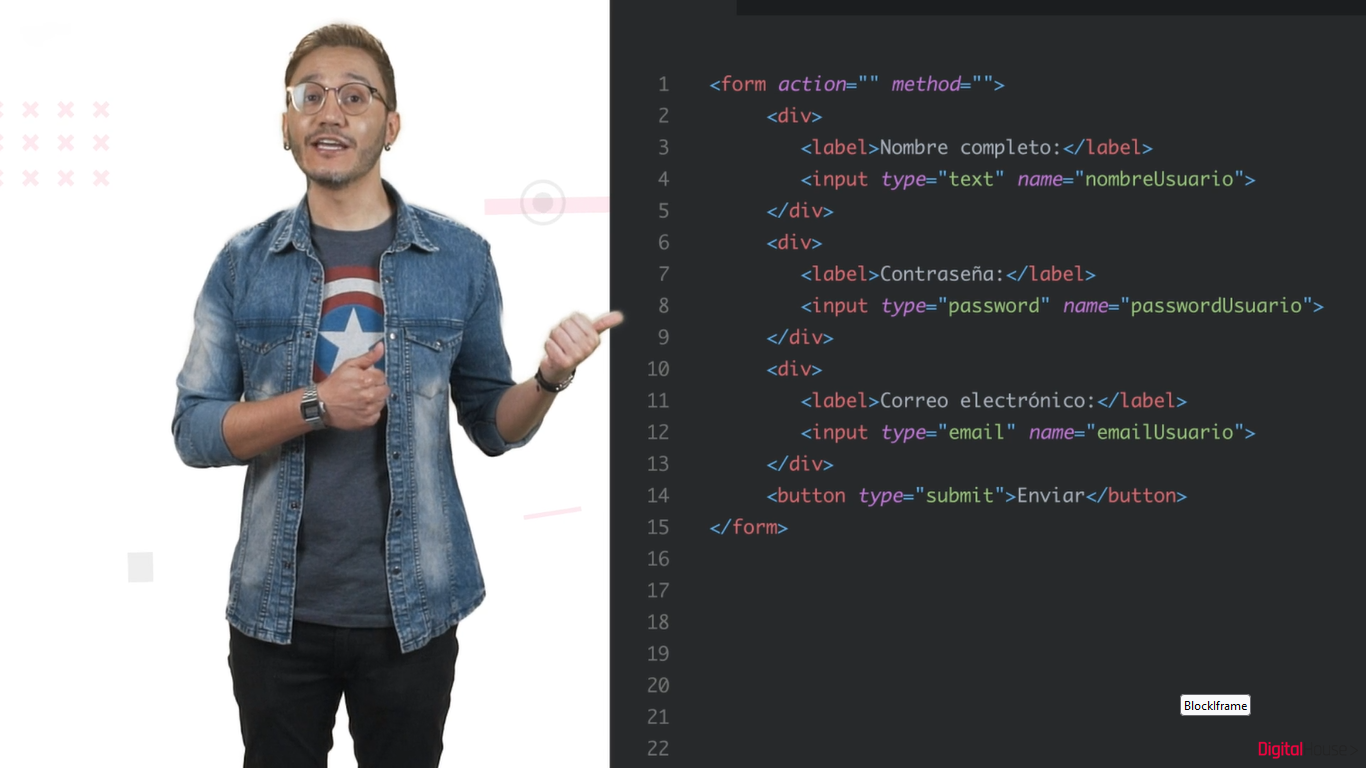 1 <form action="" method="">
2 <div>
3 <label>Nombre completo:</label>
4 <input type="text" name="nombreUsuario">
5 </div>
6 <div>
7 <label>Contraseña:</label>
8 <input type="password" name="passwordUsuario">
9 </div>
10 <div>
11 <label>Correo electrónico:</label>
12 <input type="email" name="emailUsuario">
13 </div>
14 <button type="submit">Enviar</button>
15 </form>
16
17
18
19
20
21
22
BlockIframe
DigitalHouse>